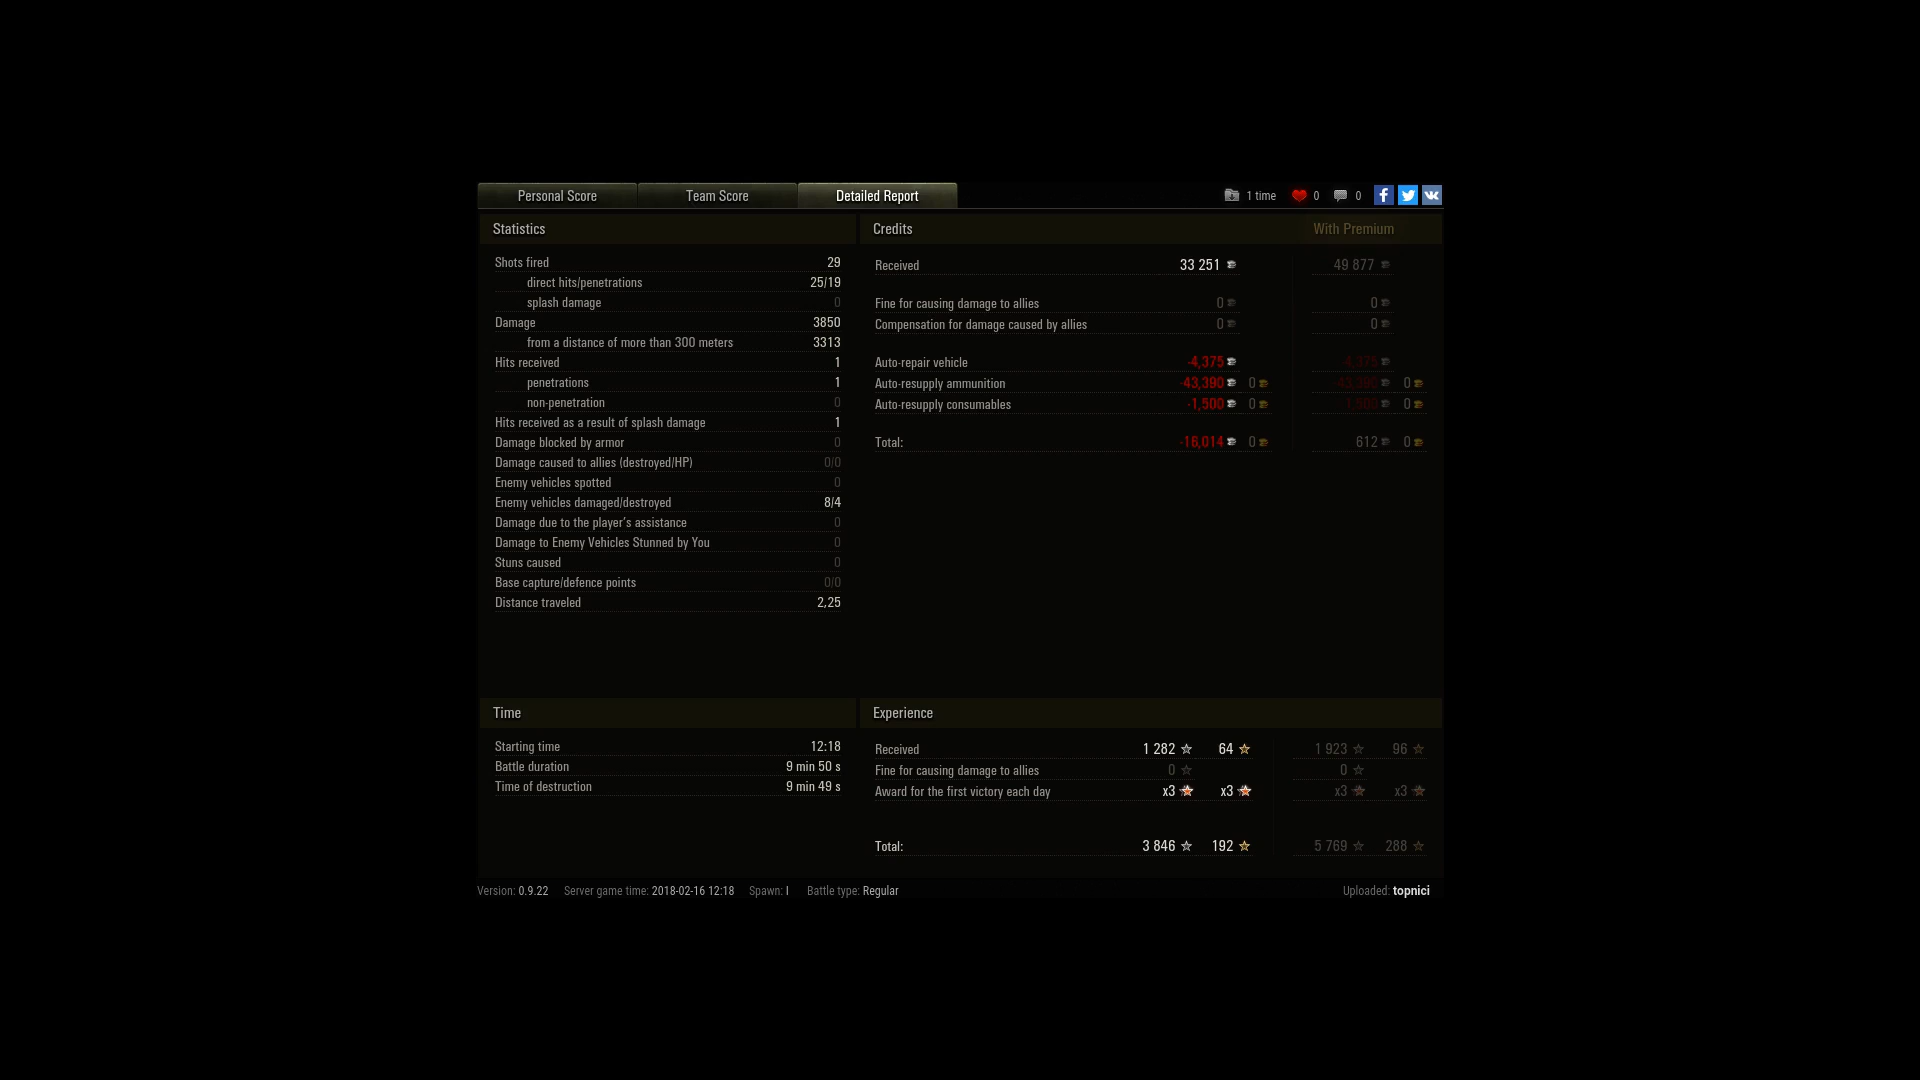 Personal Score Team Score Detailed Report 1 time 0 0
Statistics
Shots fired 29
direct hits/penetrations 25/19
splash damage 0
Damage 3850
from a distance of more than 300 meters 3313
Hits received 1
penetrations 1
non-penetration 0
Hits received as a result of splash damage 1
Damage blocked by armor 0
Damage caused to allies (destroyed/HP) 0/0
Enemy vehicles spotted 0
Enemy vehicles damaged/destroyed 8/4
Damage due to the player's assistance 0
Damage to Enemy Vehicles Stunned by You 0
Stuns caused 0
Base capture/defence points 0/0
Distance traveled 2,25
Credits With Premium
Received 33 251 49 877
Fine for causing damage to allies 0 0
Compensation for damage caused by allies 0 0
Auto-repair vehicle -4,375 -4,375
Auto-resupply ammunition -43,390 0 -43,390 0
Auto-resupply consumables -1,500 0 -1,500 0
Total: -16,014 0 612 0
Time
Starting time 12:18
Battle duration 9 min 50 s
Time of destruction 9 min 49 s
Experience
Received 1 282 64 1 923 96
Fine for causing damage to allies 0 0
Award for the first victory each day x3 x3 x3 x3
Total: 3 846 192 5 769 288
Version: 0.9.22 Server game time: 2018-02-16 12:18 Spawn: I Battle type: Regular Uploaded: topnici